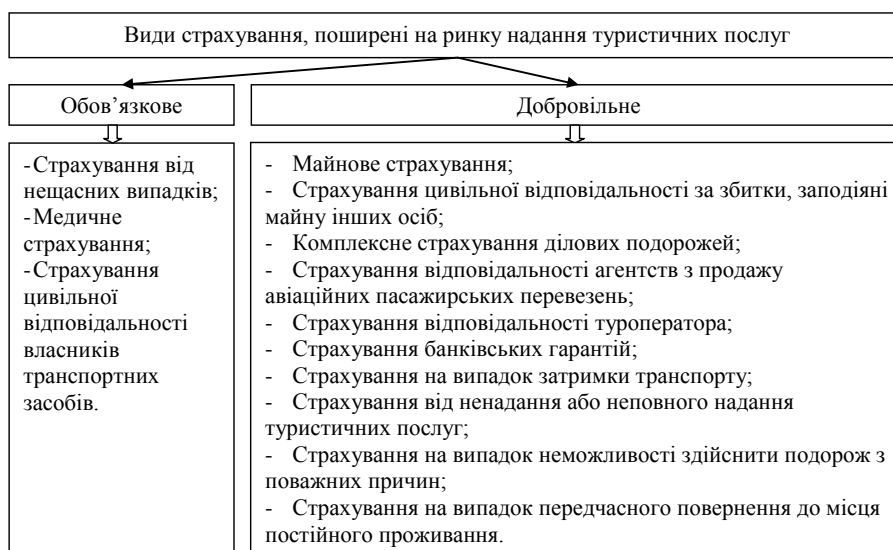 Види страхування, поширені на ринку надання туристичних послуг
Обов’язкове
Добровільне
-Страхування від
нещасних випадків;
-Медичне
страхування;
-Страхування
цивільної
відповідальності
власників
транспортних
засобів.
- Майнове страхування;
- Страхування цивільної відповідальності за збитки, заподіяні
майну інших осіб;
- Комплексне страхування ділових подорожей;
- Страхування відповідальності агентств з продажу
авіаційних пасажирських перевезень;
- Страхування відповідальності туроператора;
- Страхування банківських гарантій;
- Страхування на випадок затримки транспорту;
- Страхування від ненадання або неповного надання
туристичних послуг;
- Страхування на випадок неможливості здійснити подорож з
поважних причин;
- Страхування на випадок передчасного повернення до місця
постійного проживання.